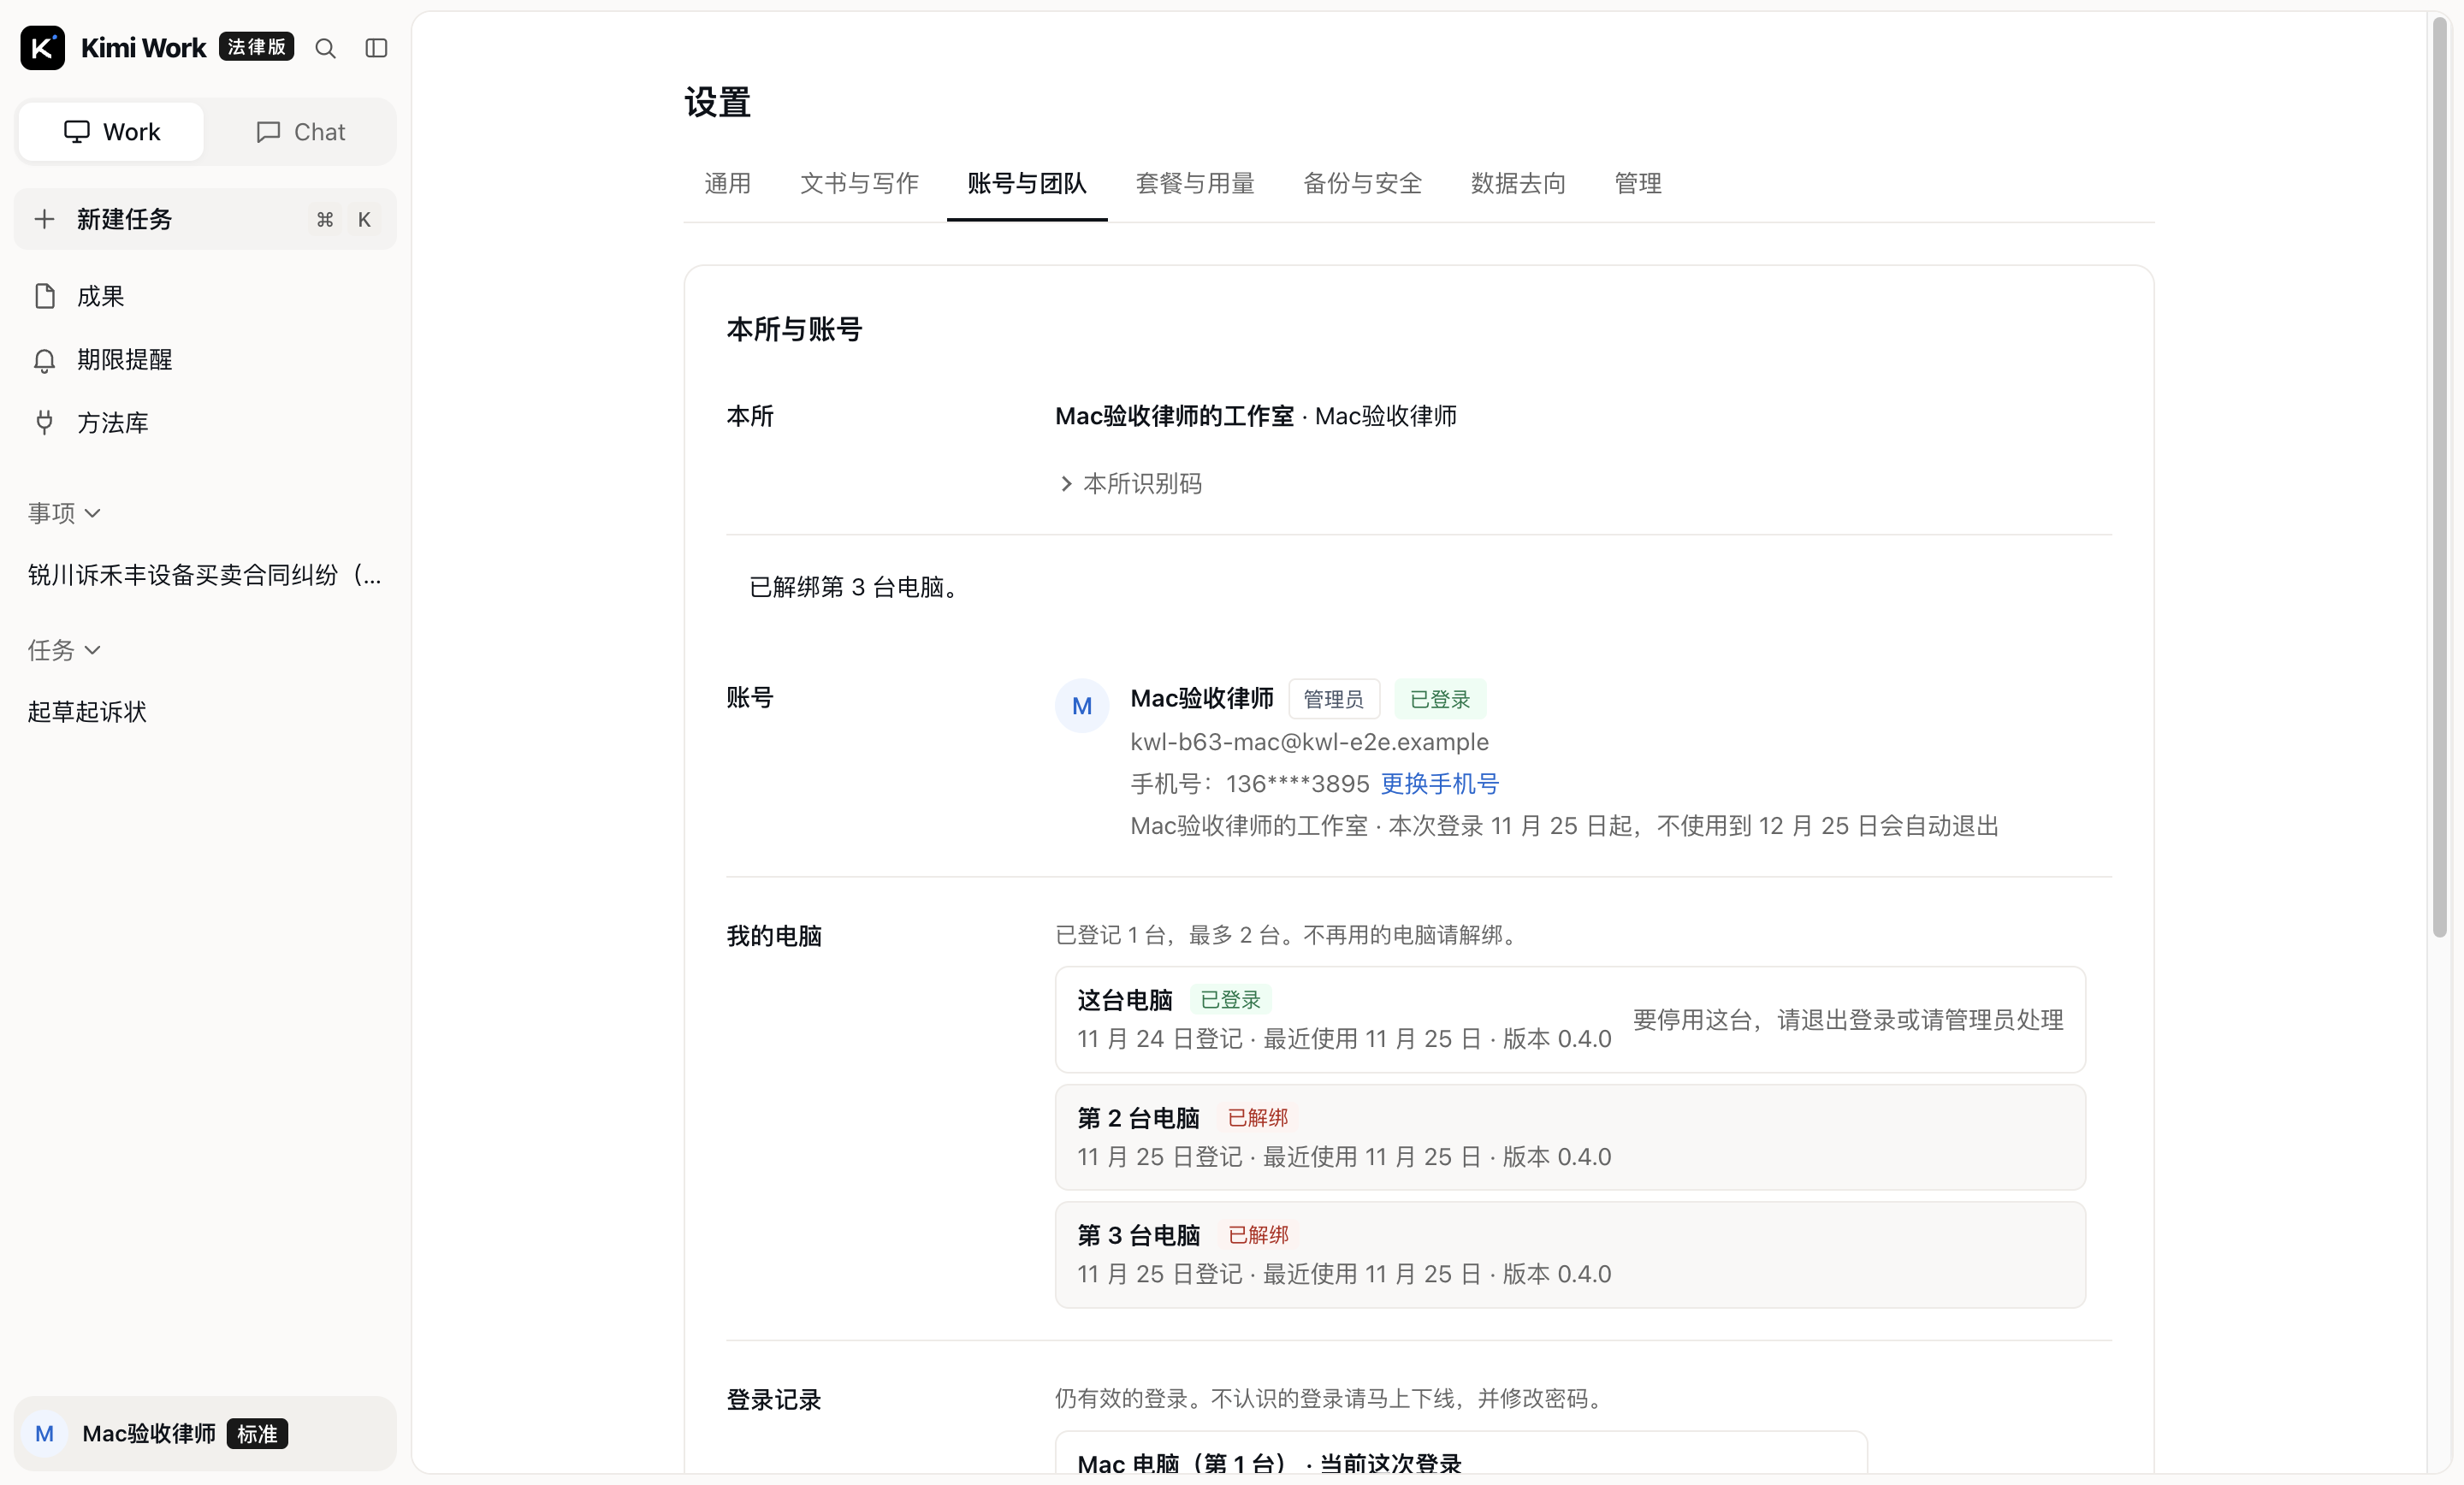 Kimi Work 法律版
Work
Chat
新建任务 ⌘ K
成果
期限提醒
方法库
事项
锐川诉禾丰设备买卖合同纠纷（...
任务
起草起诉状
M Mac验收律师 标准
设置
通用 文书与写作 账号与团队 套餐与用量 备份与安全 数据去向 管理
本所与账号
本所
Mac验收律师的工作室 · Mac验收律师
本所识别码
已解绑第 3 台电脑。
账号
M Mac验收律师 管理员 已登录
kwl-b63-mac@kwl-e2e.example
手机号：136****3895 更换手机号
Mac验收律师的工作室 · 本次登录 11 月 25 日起，不使用到 12 月 25 日会自动退出
我的电脑
已登记 1 台，最多 2 台。不再用的电脑请解绑。
这台电脑 已登录
11 月 24 日登记 · 最近使用 11 月 25 日 · 版本 0.4.0
要停用这台，请退出登录或请管理员处理
第 2 台电脑 已解绑
11 月 25 日登记 · 最近使用 11 月 25 日 · 版本 0.4.0
第 3 台电脑 已解绑
11 月 25 日登记 · 最近使用 11 月 25 日 · 版本 0.4.0
登录记录
仍有效的登录。不认识的登录请马上下线，并修改密码。
Mac 电脑（第 1 台） · 当前这次登录